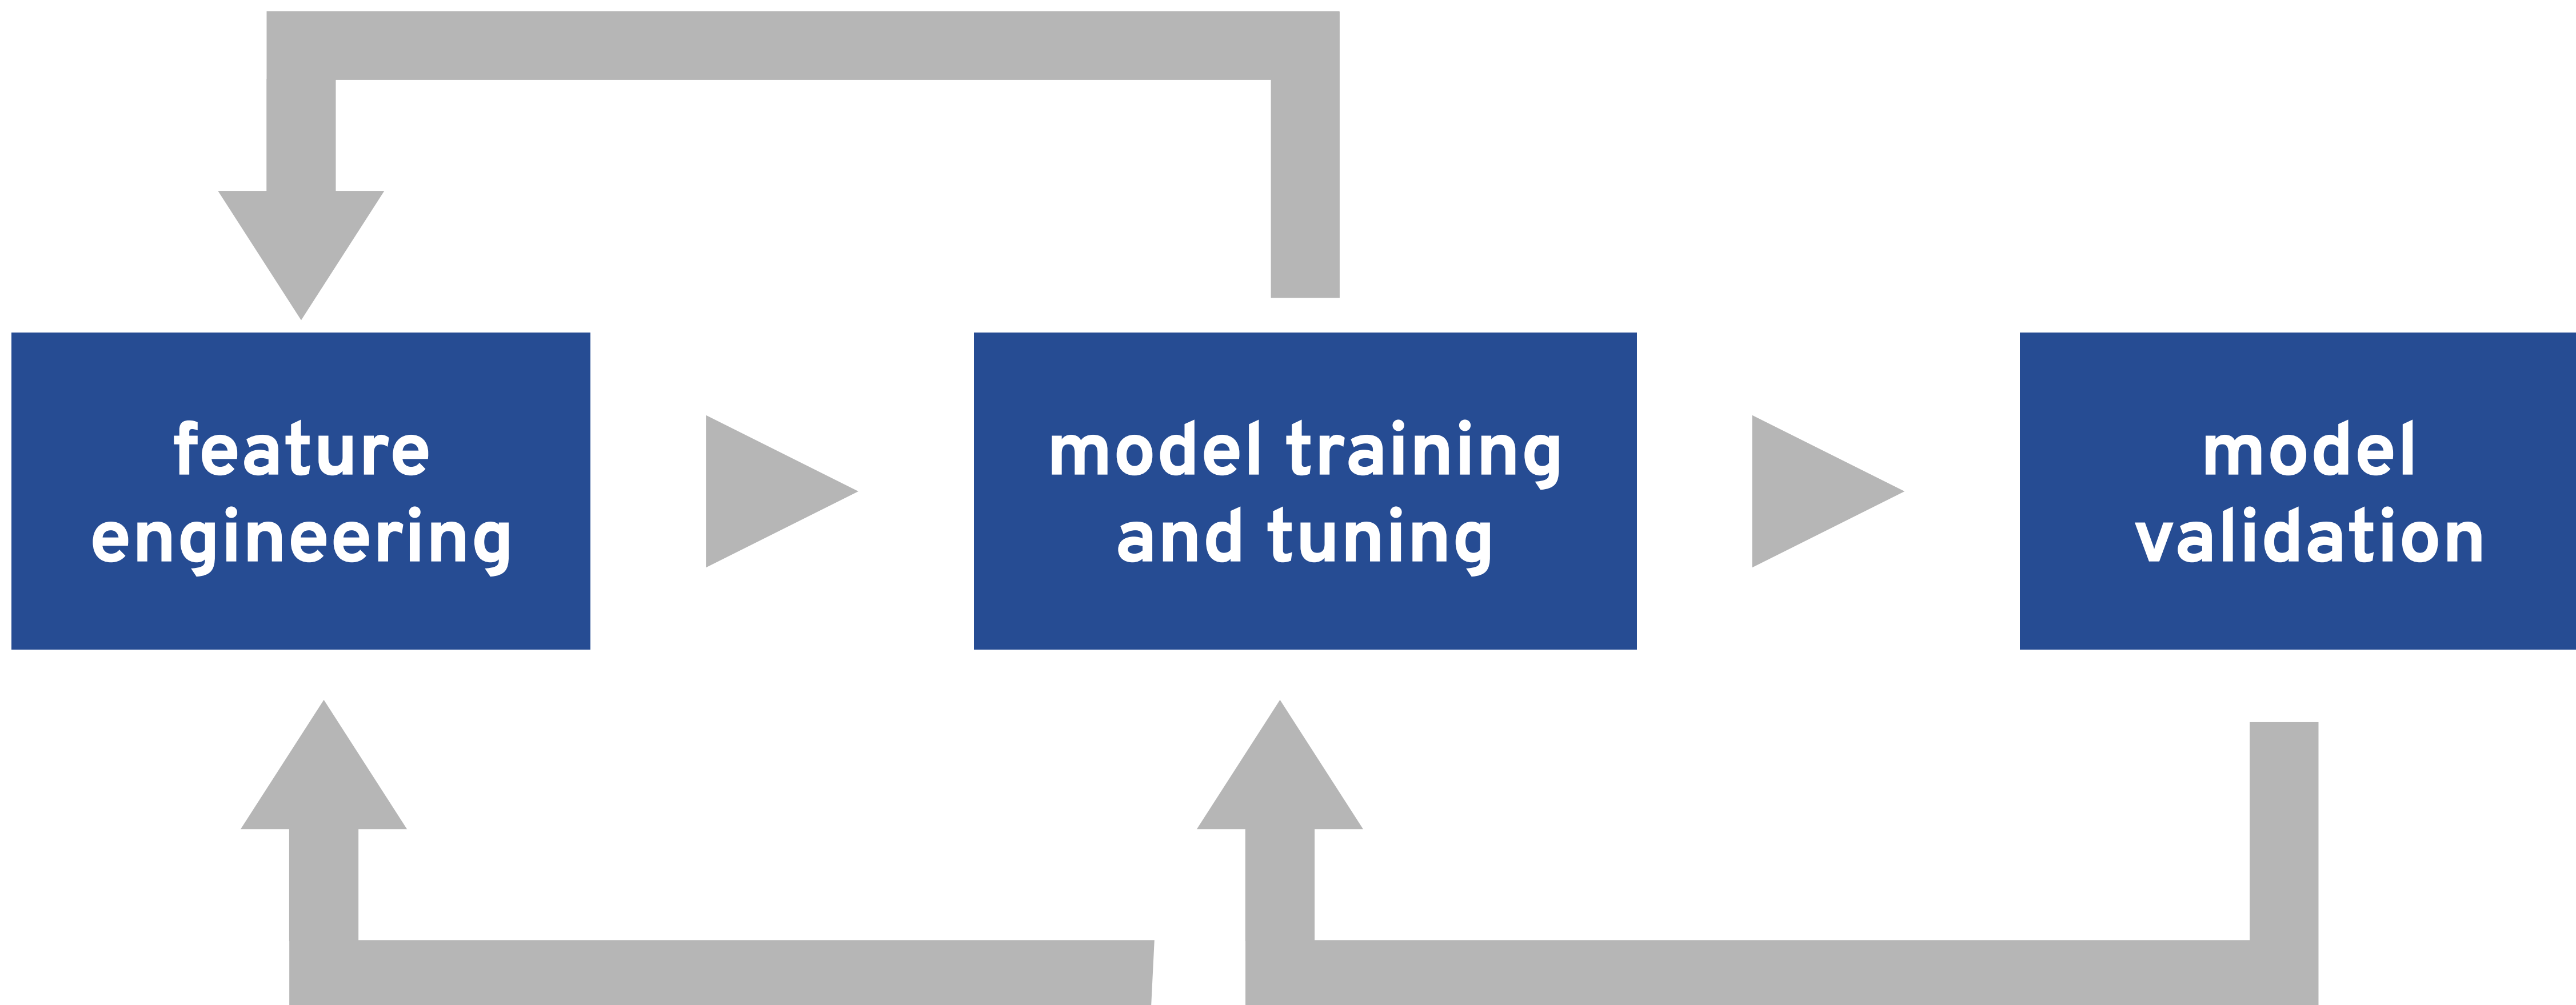 feature
engineering
model training
and tuning
model
validation